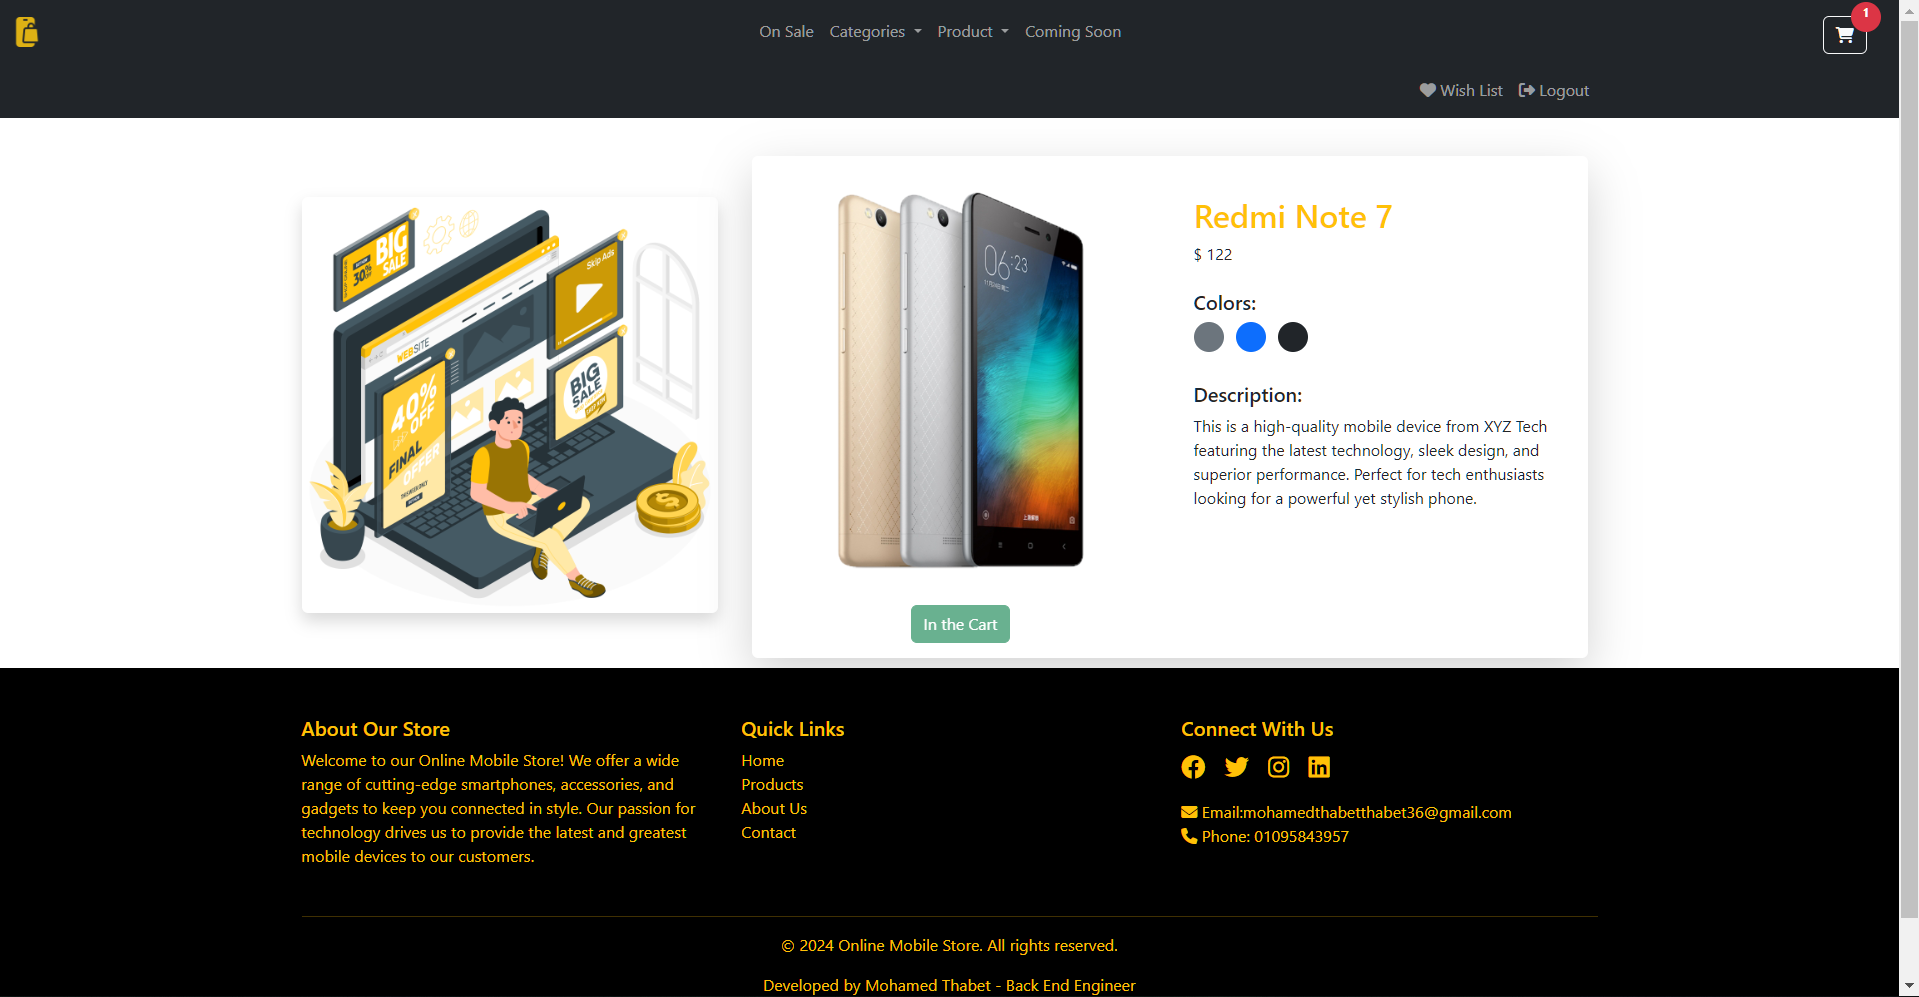 On Sale
Categories
Product
Coming Soon
1
Wish List
Logout
BIG
SALE
30%
Skip Ads
WEBSITE
40%
OFF
FINAL
OFFER
BIG
SALE
06:23
Redmi Note 7
$ 122
Colors:
Description:
This is a high-quality mobile device from XYZ Tech
featuring the latest technology, sleek design, and
superior performance. Perfect for tech enthusiasts
looking for a powerful yet stylish phone.
In the Cart
About Our Store
Welcome to our Online Mobile Store! We offer a wide
range of cutting-edge smartphones, accessories, and
gadgets to keep you connected in style. Our passion for
technology drives us to provide the latest and greatest
mobile devices to our customers.
Quick Links
Home
Products
About Us
Contact
Connect With Us
Email:mohamedthabetthabet36@gmail.com
Phone: 01095843957
© 2024 Online Mobile Store. All rights reserved.
Developed by Mohamed Thabet - Back End Engineer